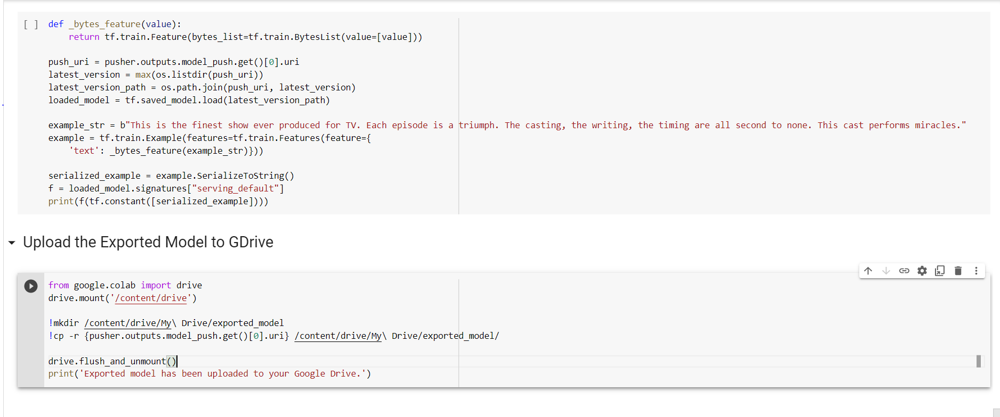 [ ] def _bytes_feature(value):
    return tf.train.Feature(bytes_list=tf.train.BytesList(value=[value]))
push_uri = pusher.outputs.model_push.get()[0].uri
latest_version = max(os.listdir(push_uri))
latest_version_path = os.path.join(push_uri, latest_version)
loaded_model = tf.saved_model.load(latest_version_path)
example_str = b"This is the finest show ever produced for TV. Each episode is a triumph. The casting, the writing, the timing are all second to none. This cast performs miracles."
example = tf.train.Example(features=tf.train.Features(feature={
    'text': _bytes_feature(example_str)}))
serialized_example = example.SerializeToString()
f = loaded_model.signatures["serving_default"]
print(f(tf.constant([serialized_example])))
Upload the Exported Model to GDrive
from google.colab import drive
drive.mount('/content/drive')
!mkdir /content/drive/My\ Drive/exported_model
!cp -r {pusher.outputs.model_push.get()[0].uri} /content/drive/My\ Drive/exported_model/
drive.flush_and_unmount()
print('Exported model has been uploaded to your Google Drive.')